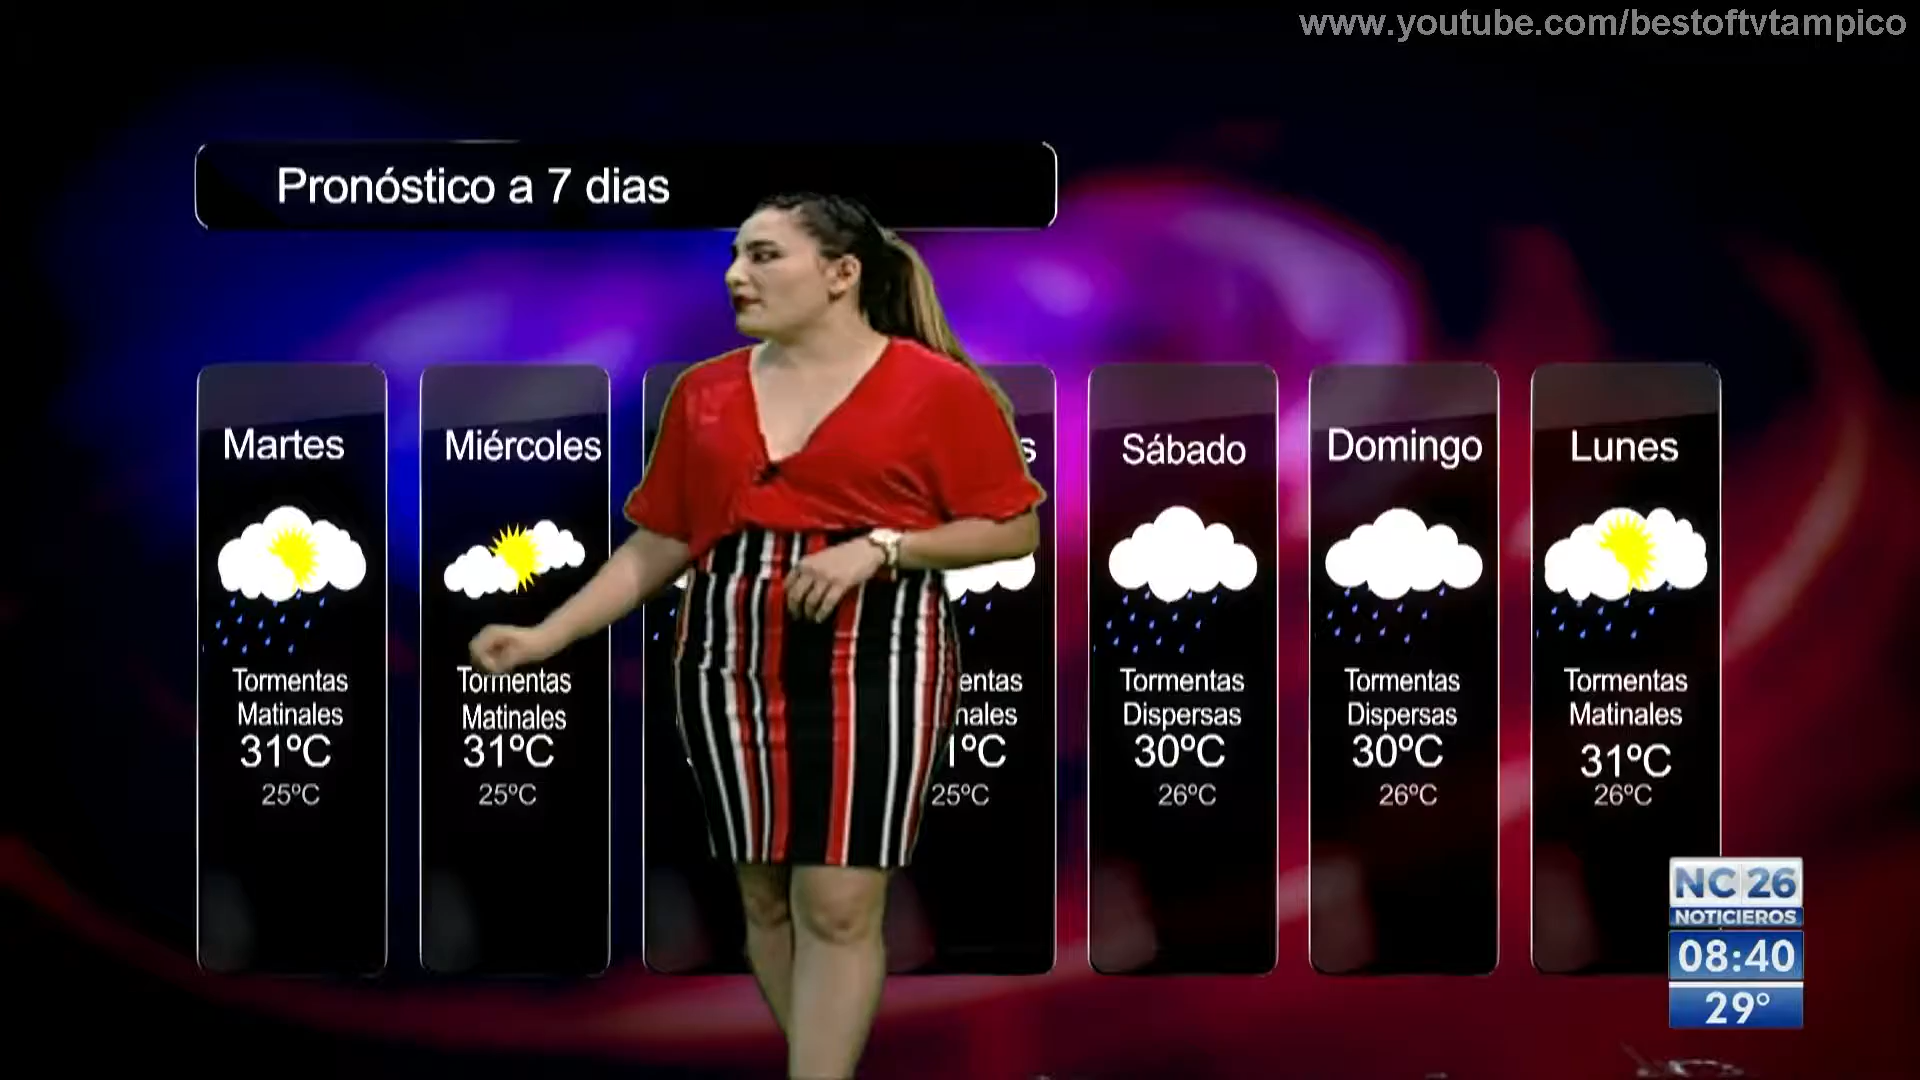 www.youtube.com/bestoftvtampico
Pronóstico a 7 dias
Martes
Tormentas
Matinales
31ºC
25ºC
Miércoles
Tormentas
Matinales
31ºC
25ºC
25ºC
Sábado
Tormentas
Dispersas
30ºC
26ºC
Domingo
Tormentas
Dispersas
30ºC
26ºC
Lunes
Tormentas
Matinales
31ºC
26ºC
NC 26
NOTICIEROS
08:40
29°